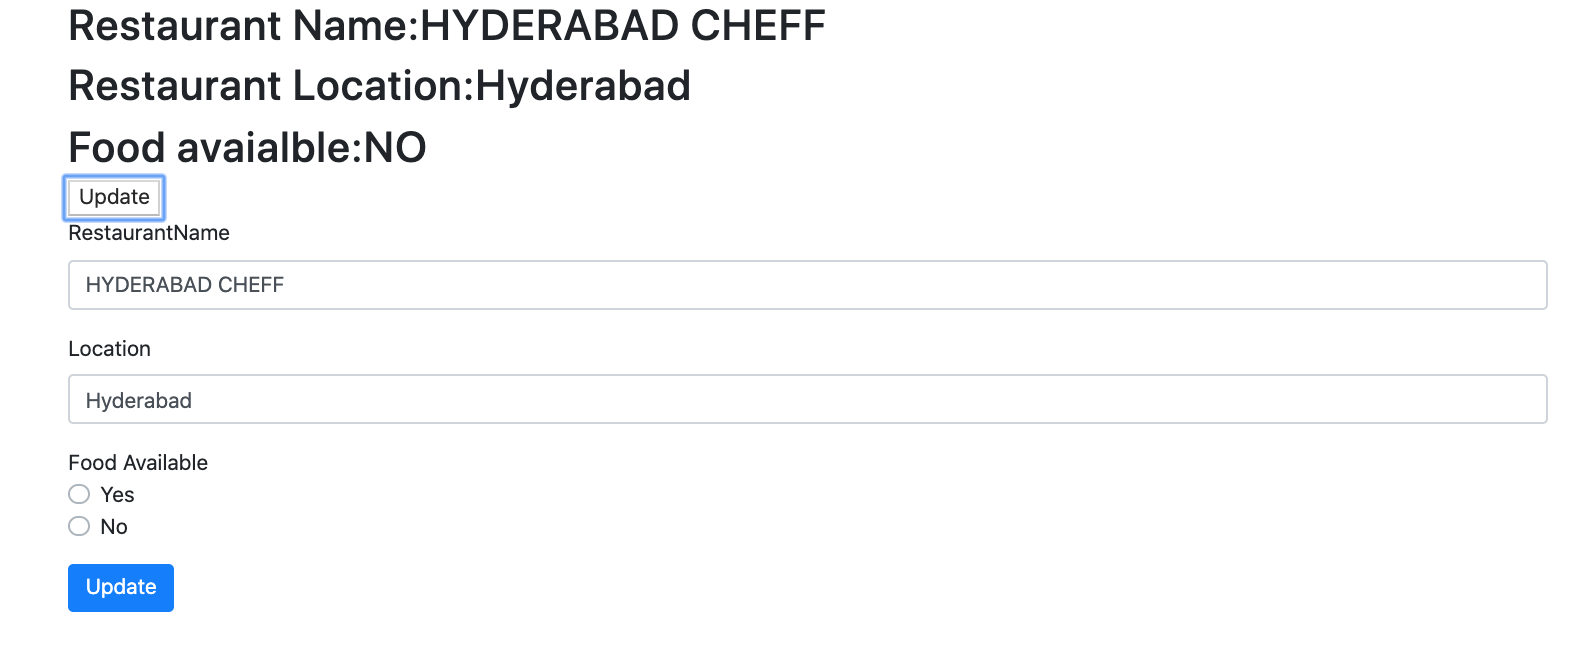 Restaurant Name:HYDERABAD CHEFF
Restaurant Location:Hyderabad
Food avaialble:NO
Update
RestaurantName
HYDERABAD CHEFF
Location
Hyderabad
Food Available
Yes
No
Update